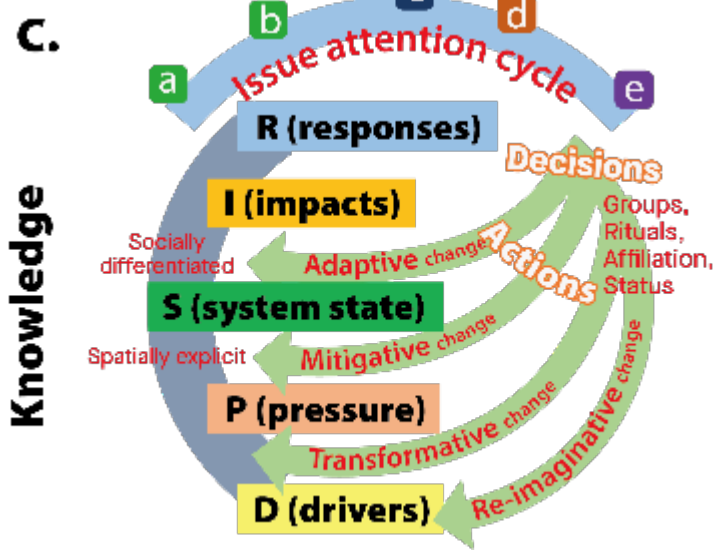 c.
a
b
d
e
Issue attention cycle
R (responses)
Decisions
I (impacts)
Groups,
Rituals,
Affiliation,
Status
Socially
differentiated
Adaptive change
Actions
S (system state)
Spatially explicit
Mitigative change
P (pressure)
Transformative change
Re-imaginative change
D (drivers)
Knowledge